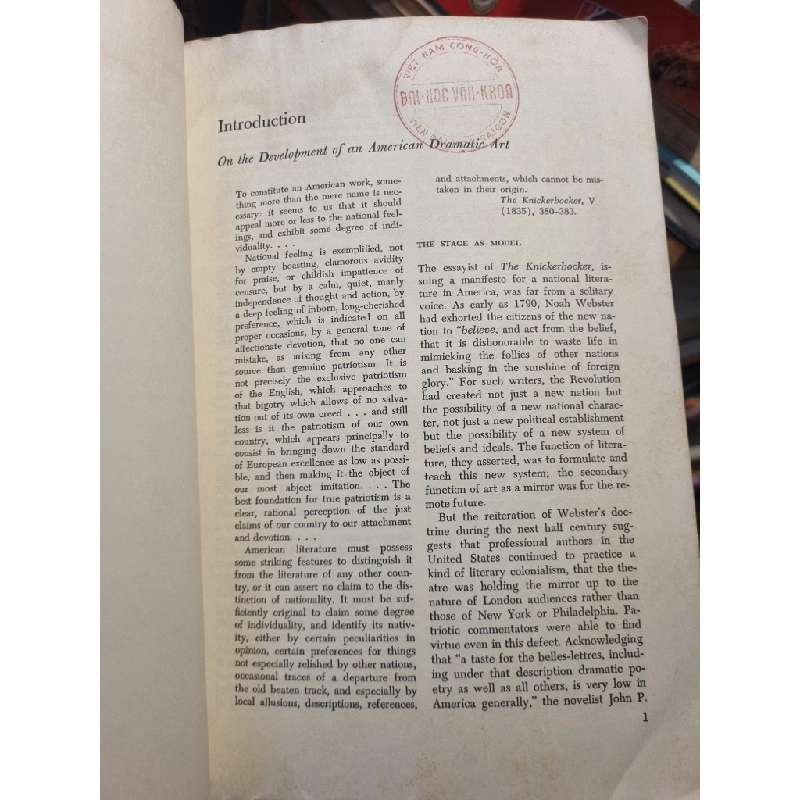 VIỆT NAM CỘNG-HÒA
ĐẠI-HỌC VĂN-KHOA
SAIGON
Introduction
On the Development of an American Dramatic Art
To constitute an American work, some-
thing more than the mere name is nec-
essary: it seems to us that it should
appeal more or less to the national feel-
ings, and exhibit some degree of indi-
viduality. . . .
National feeling is exemplified, not
by empty boasting, clamorous avidity
for praise, or childish impatience of
censure, but by a calm, quiet, manly
independence of thought and action, by
a deep feeling of inborn, long-cherished
preference, which is indicated on all
proper occasions, by a general tone of
affectionate devotion, that no one can
mistake, as arising from any other
source than genuine patriotism. It is
not precisely the exclusive patriotism
of the English, which approaches to
that bigotry which allows of no salva-
tion out of its own creed . . . and still
less is it the patriotism of our own
country, which appears principally to
consist in bringing down the standard
of European excellence as low as possi-
ble, and then making it the object of
our most abject imitation. . . . The
best foundation for true patriotism is a
clear, rational perception of the just
claims of our country to our attachment
and devotion. . . .
American literature must possess
some striking features to distinguish it
from the literature of any other coun-
try, or it can assert no claim to the dis-
tinction of nationality. It must be suf-
ficiently original to claim some degree
of individuality, and identify its nativ-
ity, either by certain peculiarities in
opinion, certain preferences for things
not especially relished by other nations,
occasional traces of a departure from
the old beaten track, and especially by
local allusions, descriptions, references,
and attachments, which cannot be mis-
taken in their origin.
The Knickerbocker, V
(1835), 380–383.
THE STAGE AS MODEL
The essayist of The Knickerbocker, is-
suing a manifesto for a national litera-
ture in America, was far from a solitary
voice. As early as 1790, Noah Webster
had exhorted the citizens of the new na-
tion to "believe, and act from the belief,
that it is dishonorable to waste life in
mimicking the follies of other nations
and basking in the sunshine of foreign
glory." For such writers, the Revolution
had created not just a new nation but
the possibility of a new national charac-
ter, not just a new political establishment
but the possibility of a new system of
beliefs and ideals. The function of litera-
ture, they asserted, was to formulate and
teach this new system; the secondary
function of art as a mirror was for the re-
mote future.
But the reiteration of Webster's doc-
trine during the next half century sug-
gests that professional authors in the
United States continued to practice a
kind of literary colonialism, that the the-
atre was holding the mirror up to the
nature of London audiences rather than
those of New York or Philadelphia. Pa-
triotic commentators were able to find
virtue even in this defect. Acknowledging
that "a taste for the belles-lettres, includ-
ing under that description dramatic po-
etry as well as all others, is very low in
America generally," the novelist John P.
1